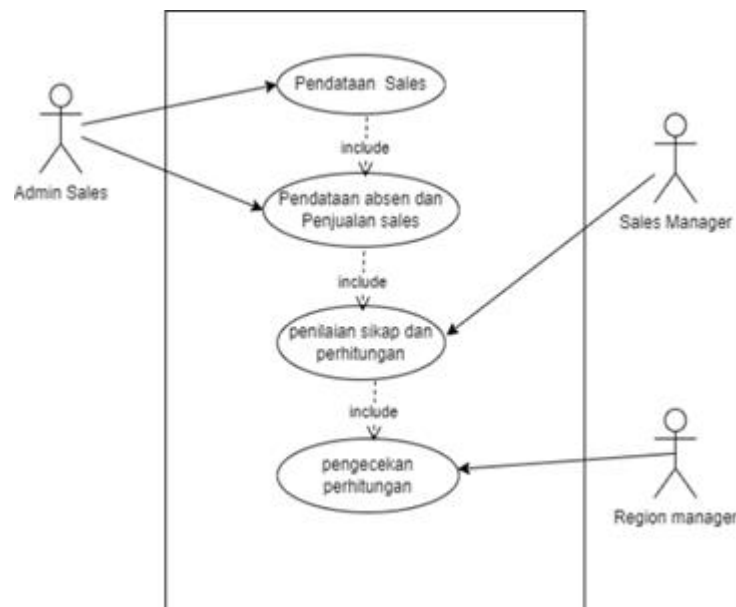 Pendataan Sales
include
Admin Sales
Pendataan absen dan
Penjualan sales
Sales Manager
include
penilaian sikap dan
perhitungan
include
pengecekan
perhitungan
Region manager